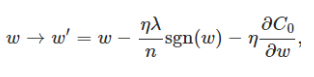 w → w′ = w − ηλ/n sgn(w) − η ∂C₀/∂w,